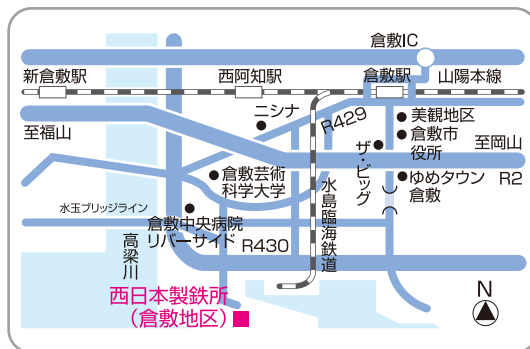 倉敷IC
新倉敷駅
西阿知駅
倉敷駅
山陽本線
ニシナ
R429
美観地区
倉敷市
役所
至福山
ザ・ビッグ
至岡山
R2
倉敷芸術
科学大学
ゆめタウン
倉敷
水島臨海鉄道
水玉ブリッジライン
倉敷中央病院
リバーサイド
R430
高梁川
西日本製鉄所
（倉敷地区）
N